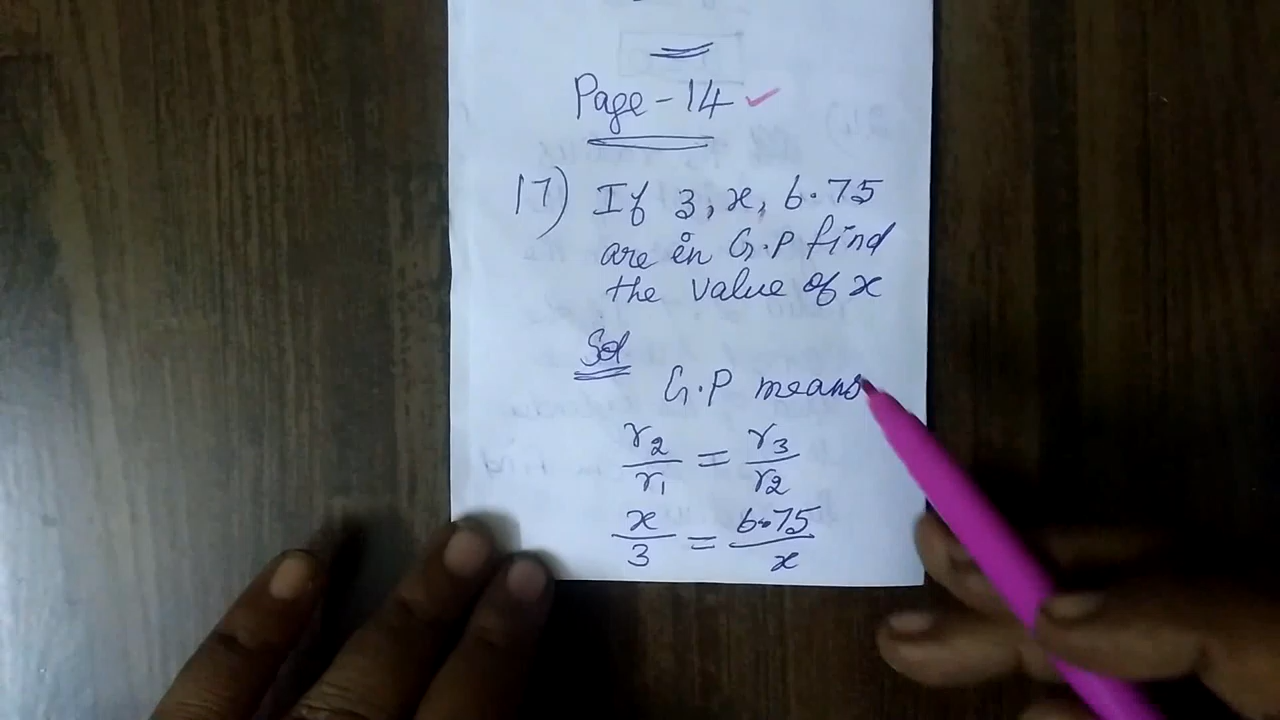 Page - 14 ✓
17) If 3, x, 6.75
are in G.P find
the value of x
Sol
G.P means
r₂/r₁ = r₃/r₂
x/3 = 6.75/x